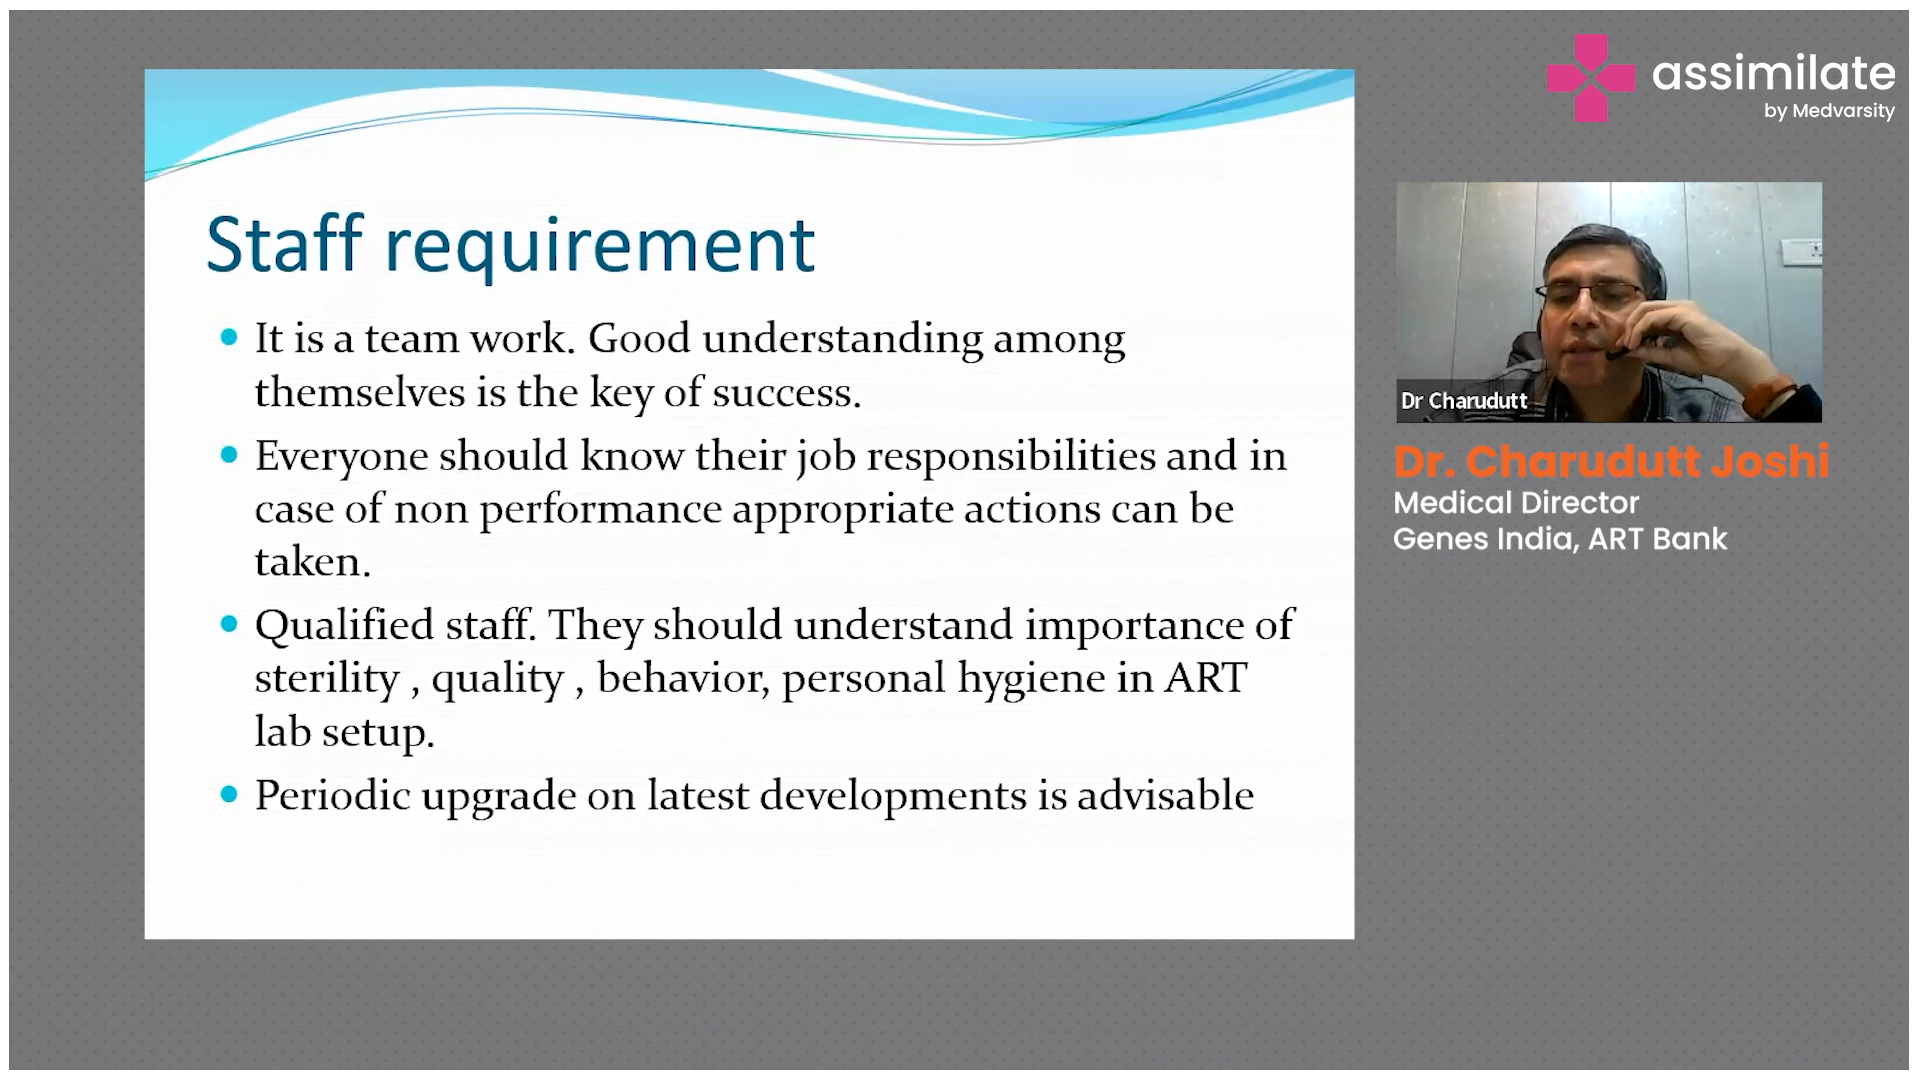 assimilate
by Medvarsity
Staff requirement
• It is a team work. Good understanding among
themselves is the key of success.
• Everyone should know their job responsibilities and in
case of non performance appropriate actions can be
taken.
• Qualified staff. They should understand importance of
sterility , quality , behavior, personal hygiene in ART
lab setup.
• Periodic upgrade on latest developments is advisable
Dr Charudutt
Dr. Charudutt Joshi
Medical Director
Genes India, ART Bank